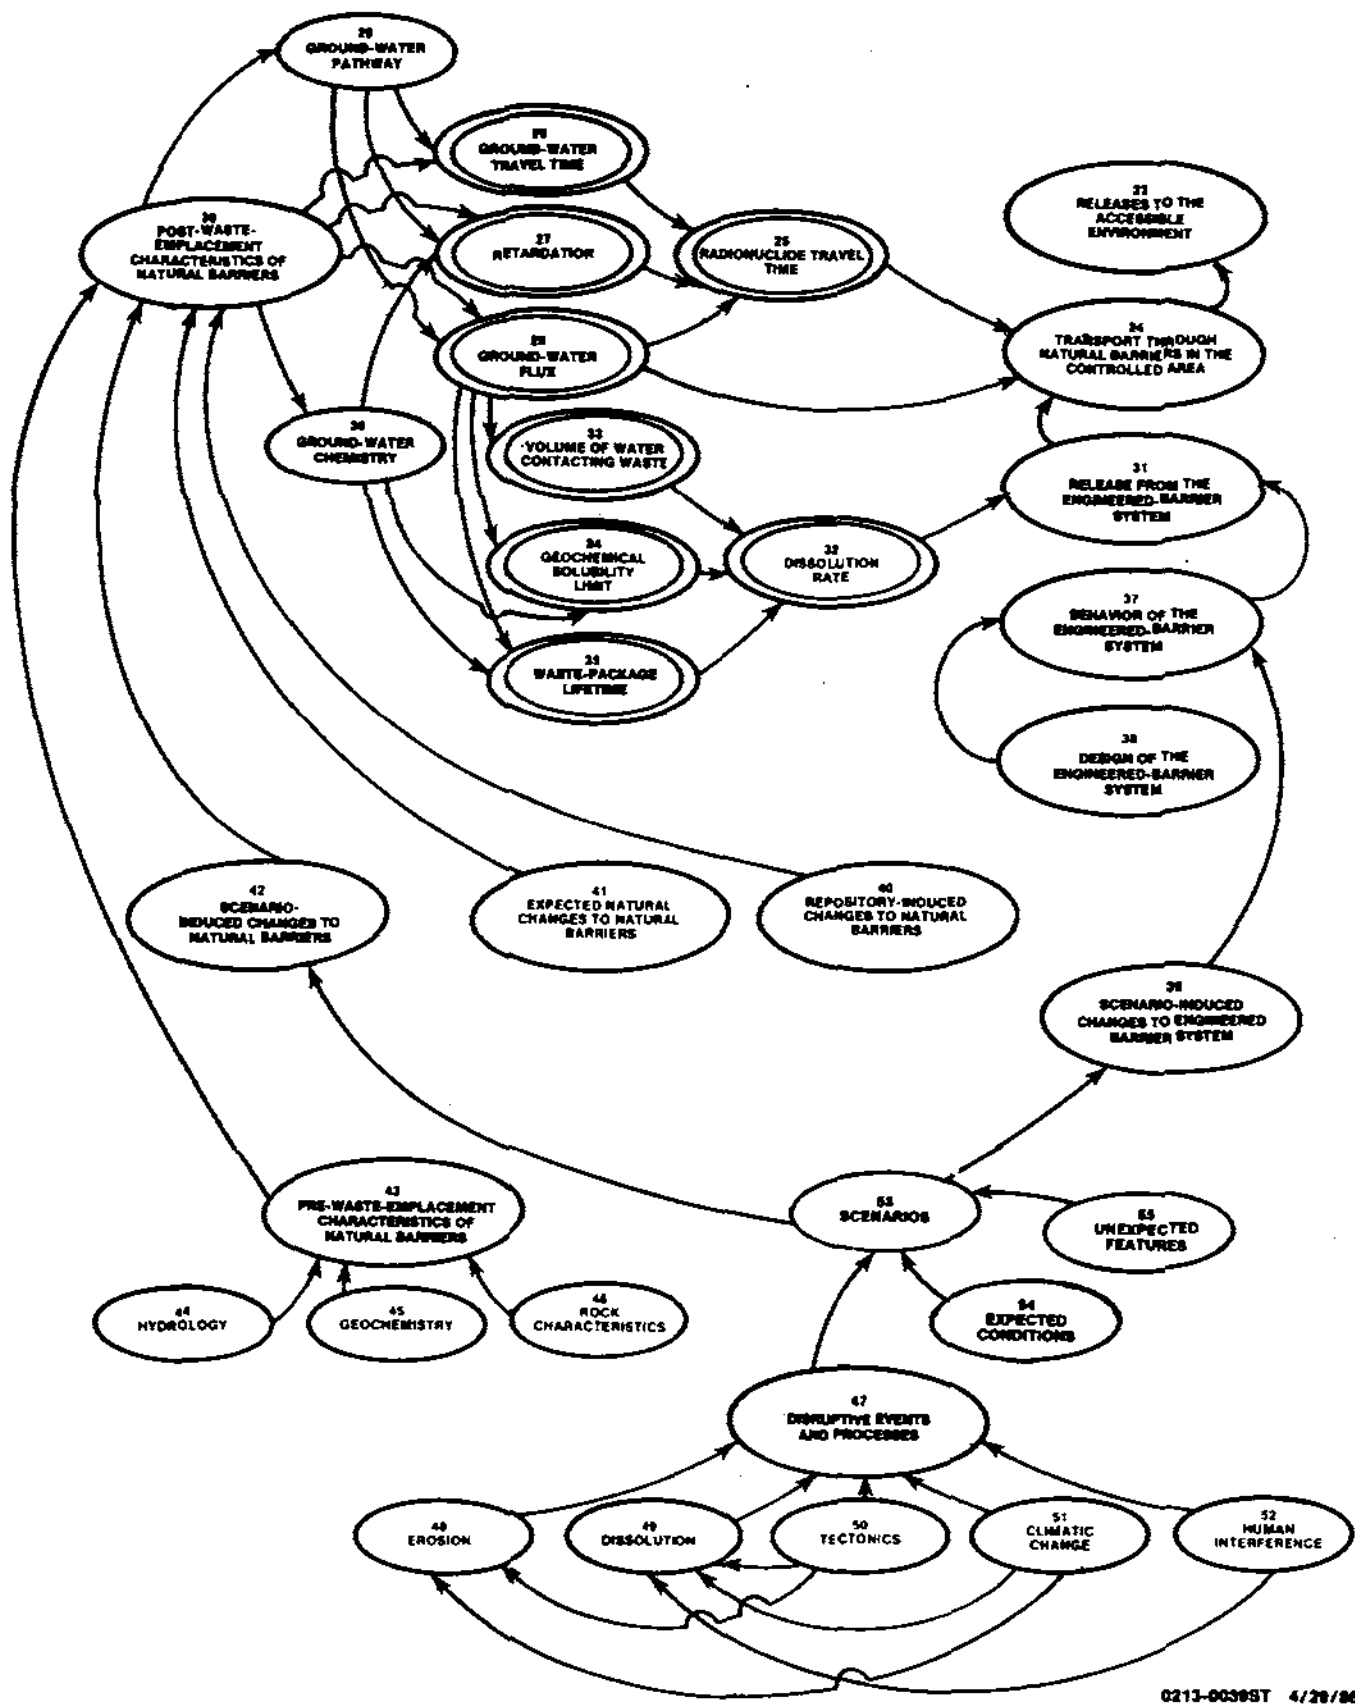 29
GROUND-WATER
PATHWAY
26
GROUND-WATER
TRAVEL TIME
23
RELEASES TO THE
ACCESSIBLE
ENVIRONMENT
30
POST-WASTE-
EMPLACEMENT
CHARACTERISTICS OF
NATURAL BARRIERS
27
RETARDATION
25
RADIONUCLIDE TRAVEL
TIME
28
GROUND-WATER
FLUX
24
TRANSPORT THROUGH
NATURAL BARRIERS IN THE
CONTROLLED AREA
36
GROUND-WATER
CHEMISTRY
33
VOLUME OF WATER
CONTACTING WASTE
31
RELEASE FROM THE
ENGINEERED-BARRIER
SYSTEM
34
GEOCHEMICAL
SOLUBILITY
LIMIT
32
DISSOLUTION
RATE
37
BEHAVIOR OF THE
ENGINEERED-BARRIER
SYSTEM
35
WASTE-PACKAGE
LIFETIME
38
DESIGN OF THE
ENGINEERED-BARRIER
SYSTEM
42
SCENARIO-
INDUCED CHANGES TO
NATURAL BARRIERS
41
EXPECTED NATURAL
CHANGES TO NATURAL
BARRIERS
40
REPOSITORY-INDUCED
CHANGES TO NATURAL
BARRIERS
39
SCENARIO-INDUCED
CHANGES TO ENGINEERED
BARRIER SYSTEM
43
PRE-WASTE-EMPLACEMENT
CHARACTERISTICS OF
NATURAL BARRIERS
53
SCENARIOS
55
UNEXPECTED
FEATURES
44
HYDROLOGY
45
GEOCHEMISTRY
46
ROCK
CHARACTERISTICS
54
EXPECTED
CONDITIONS
47
DISRUPTIVE EVENTS
AND PROCESSES
48
EROSION
49
DISSOLUTION
50
TECTONICS
51
CLIMATIC
CHANGE
52
HUMAN
INTERFERENCE
0213-0039ST